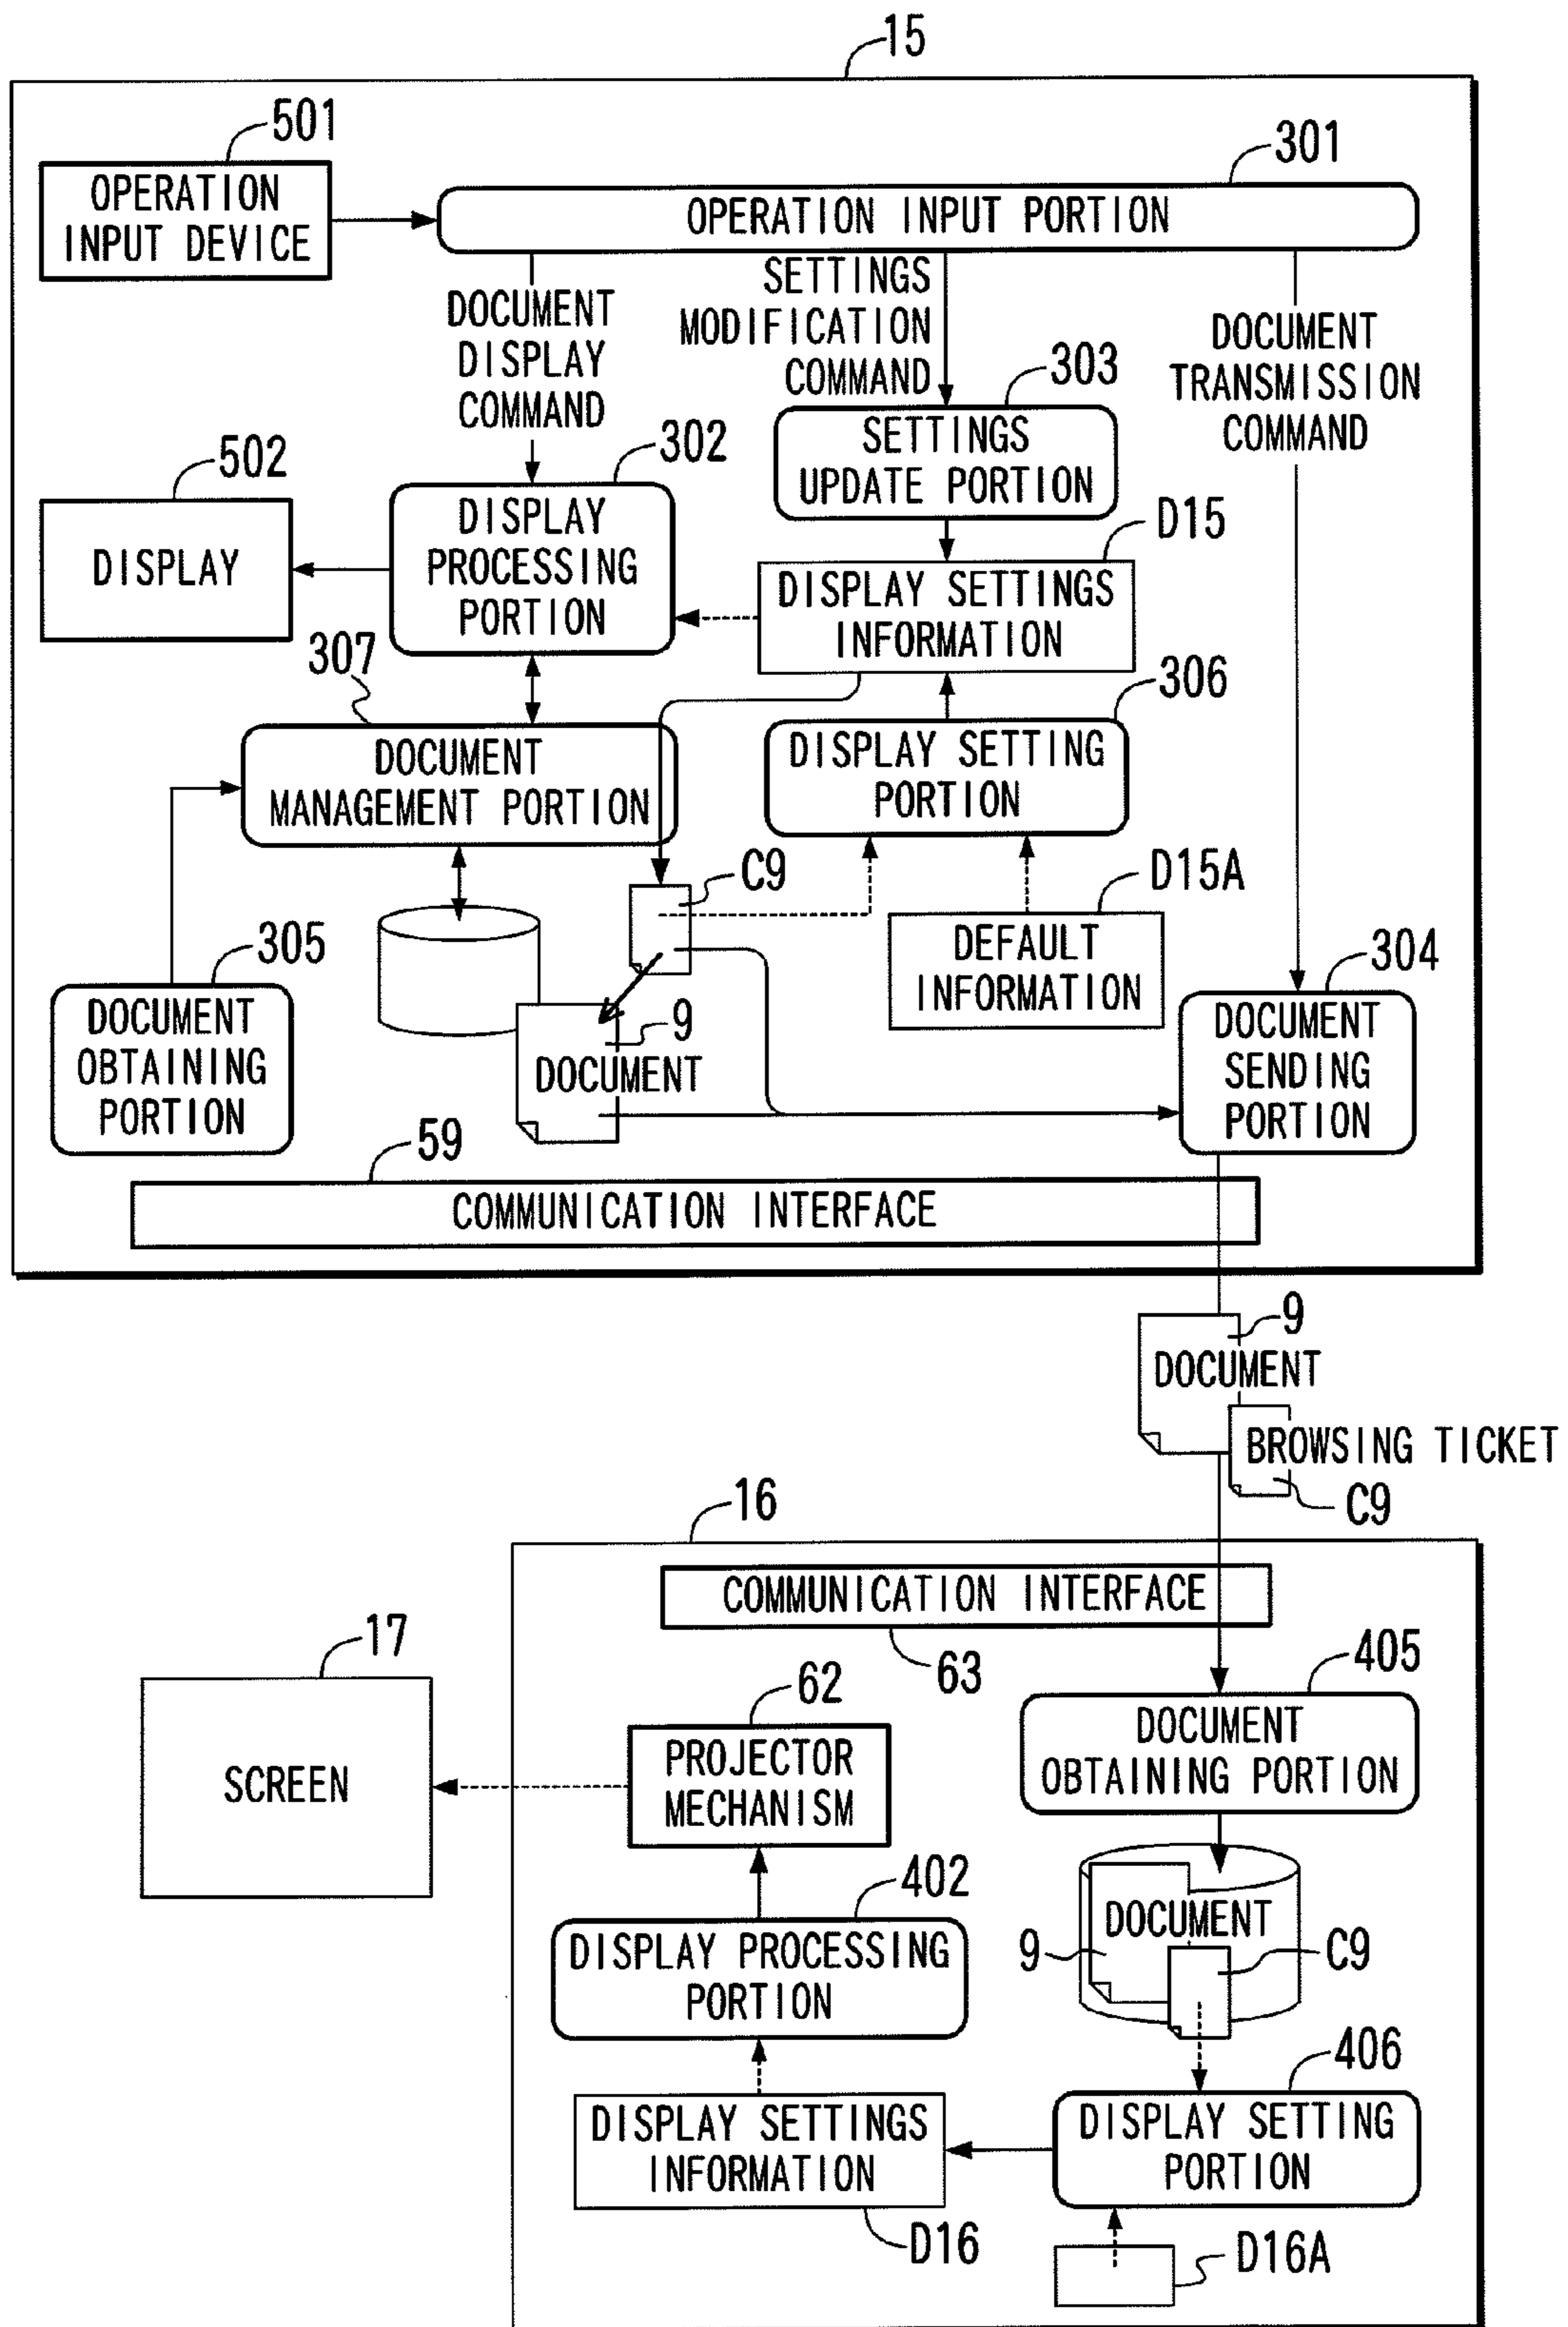 15
501
301
OPERATION
INPUT DEVICE
OPERATION INPUT PORTION
DOCUMENT
DISPLAY
COMMAND
SETTINGS
MODIFICATION
COMMAND
DOCUMENT
TRANSMISSION
COMMAND
303
SETTINGS
UPDATE PORTION
502
302
DISPLAY
DISPLAY
PROCESSING
PORTION
D15
DISPLAY SETTINGS
INFORMATION
307
306
DOCUMENT
MANAGEMENT PORTION
DISPLAY SETTING
PORTION
C9
D15A
DEFAULT
INFORMATION
305
DOCUMENT
OBTAINING
PORTION
9
DOCUMENT
304
DOCUMENT
SENDING
PORTION
59
COMMUNICATION INTERFACE
9
DOCUMENT
BROWSING TICKET
C9
16
COMMUNICATION INTERFACE
63
17
SCREEN
62
PROJECTOR
MECHANISM
405
DOCUMENT
OBTAINING PORTION
402
DISPLAY PROCESSING
PORTION
DOCUMENT
9
C9
406
DISPLAY SETTINGS
INFORMATION
DISPLAY SETTING
PORTION
D16
D16A